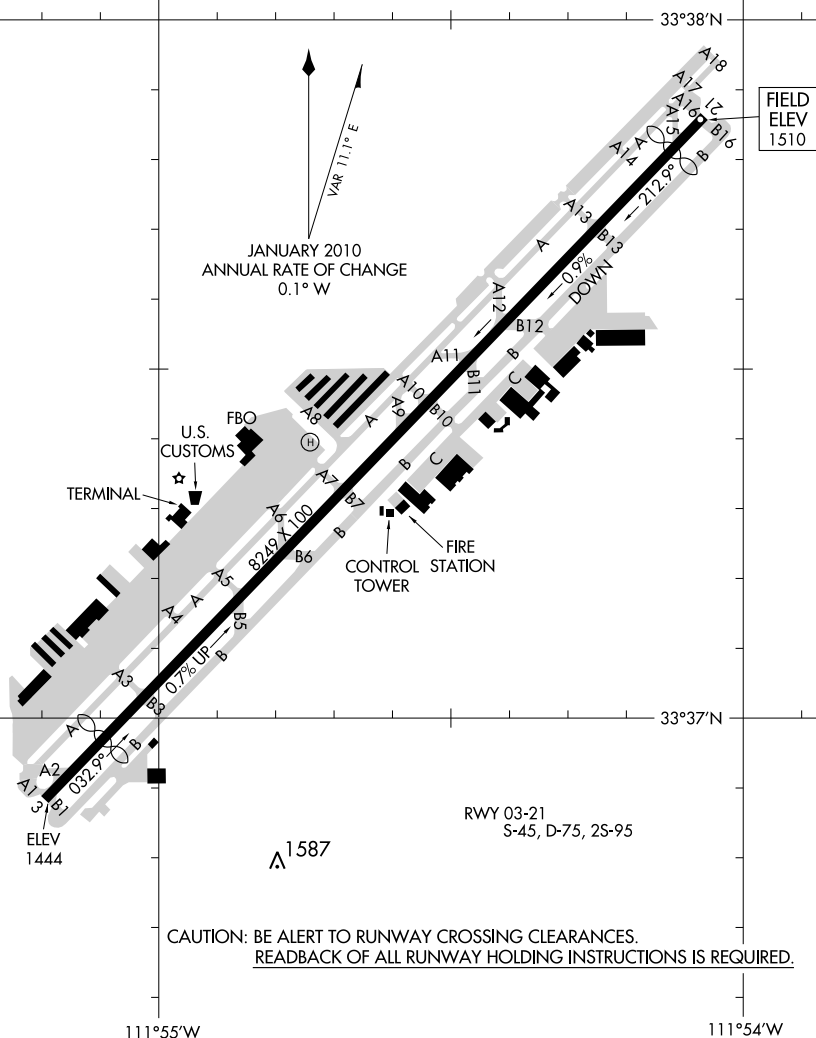 33°38'N
A18
A17
A16
21
A15
B16
B
A
A14
FIELD
ELEV
1510
212.9°
VAR 11.1° E
A13
B13
A
0.9%
DOWN
JANUARY 2010
ANNUAL RATE OF CHANGE
0.1° W
A12
B12
A11
B
B11
C
A10
A9
B10
A8
A
FBO
H
U.S.
CUSTOMS
B
C
A7
B7
TERMINAL
A6
8249 X 100
B
B6
FIRE
STATION
CONTROL
TOWER
A5
A
A4
B5
0.7% UP
B
A3
B3
33°37'N
A
B
032.9°
A2
A1
3
B1
ELEV
1444
RWY 03-21
S-45, D-75, 2S-95
1587
CAUTION: BE ALERT TO RUNWAY CROSSING CLEARANCES.
READBACK OF ALL RUNWAY HOLDING INSTRUCTIONS IS REQUIRED.
111°55'W
111°54'W